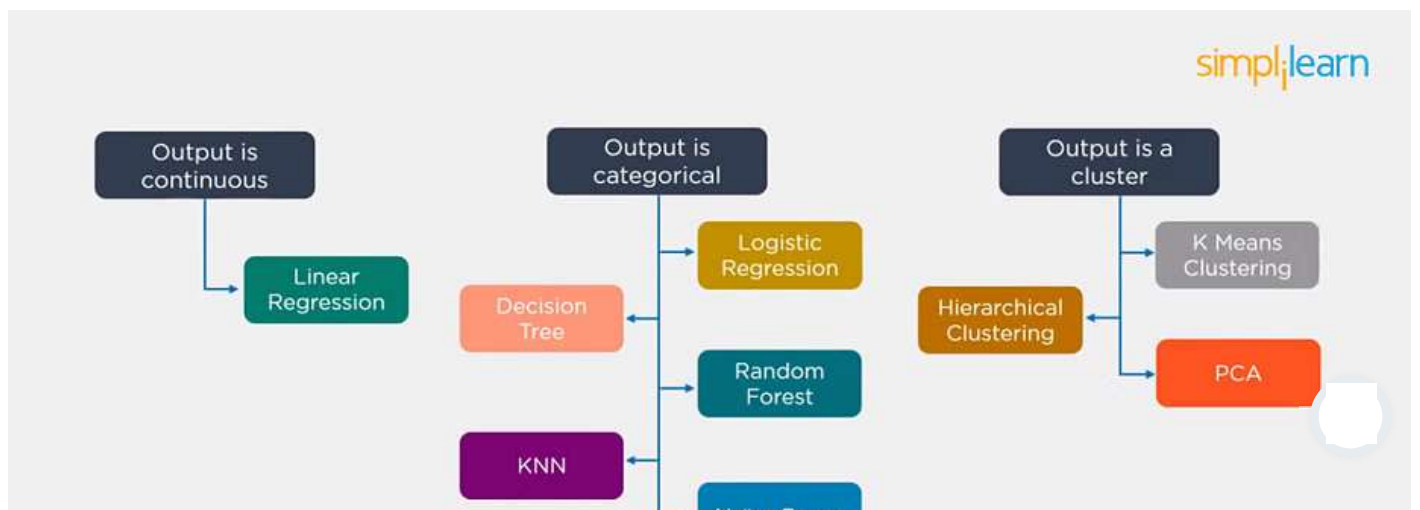 simplilearn
Output is
continuous
Linear
Regression
Output is
categorical
Logistic
Regression
Decision
Tree
Random
Forest
KNN
Output is a
cluster
K Means
Clustering
Hierarchical
Clustering
PCA